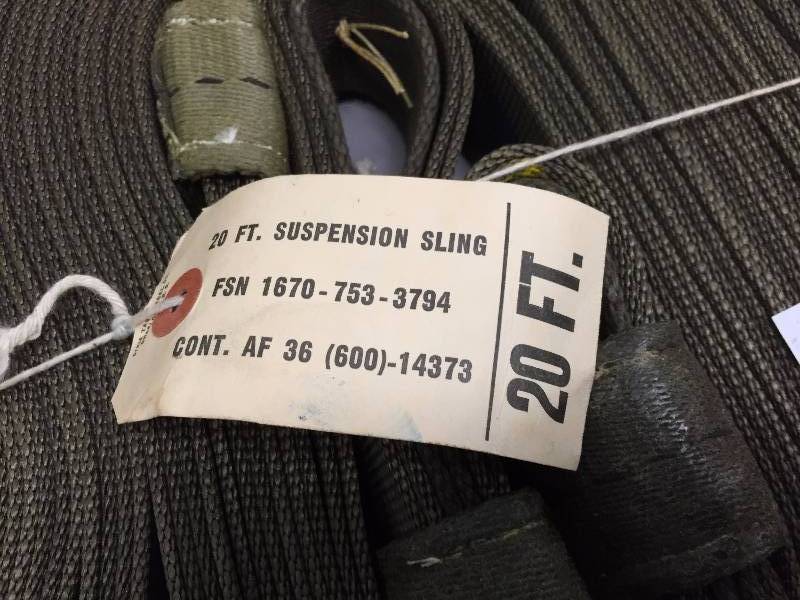 20 FT. SUSPENSION SLING
FSN 1670-753-3794
CONT. AF 36 (600)-14373
20 FT.